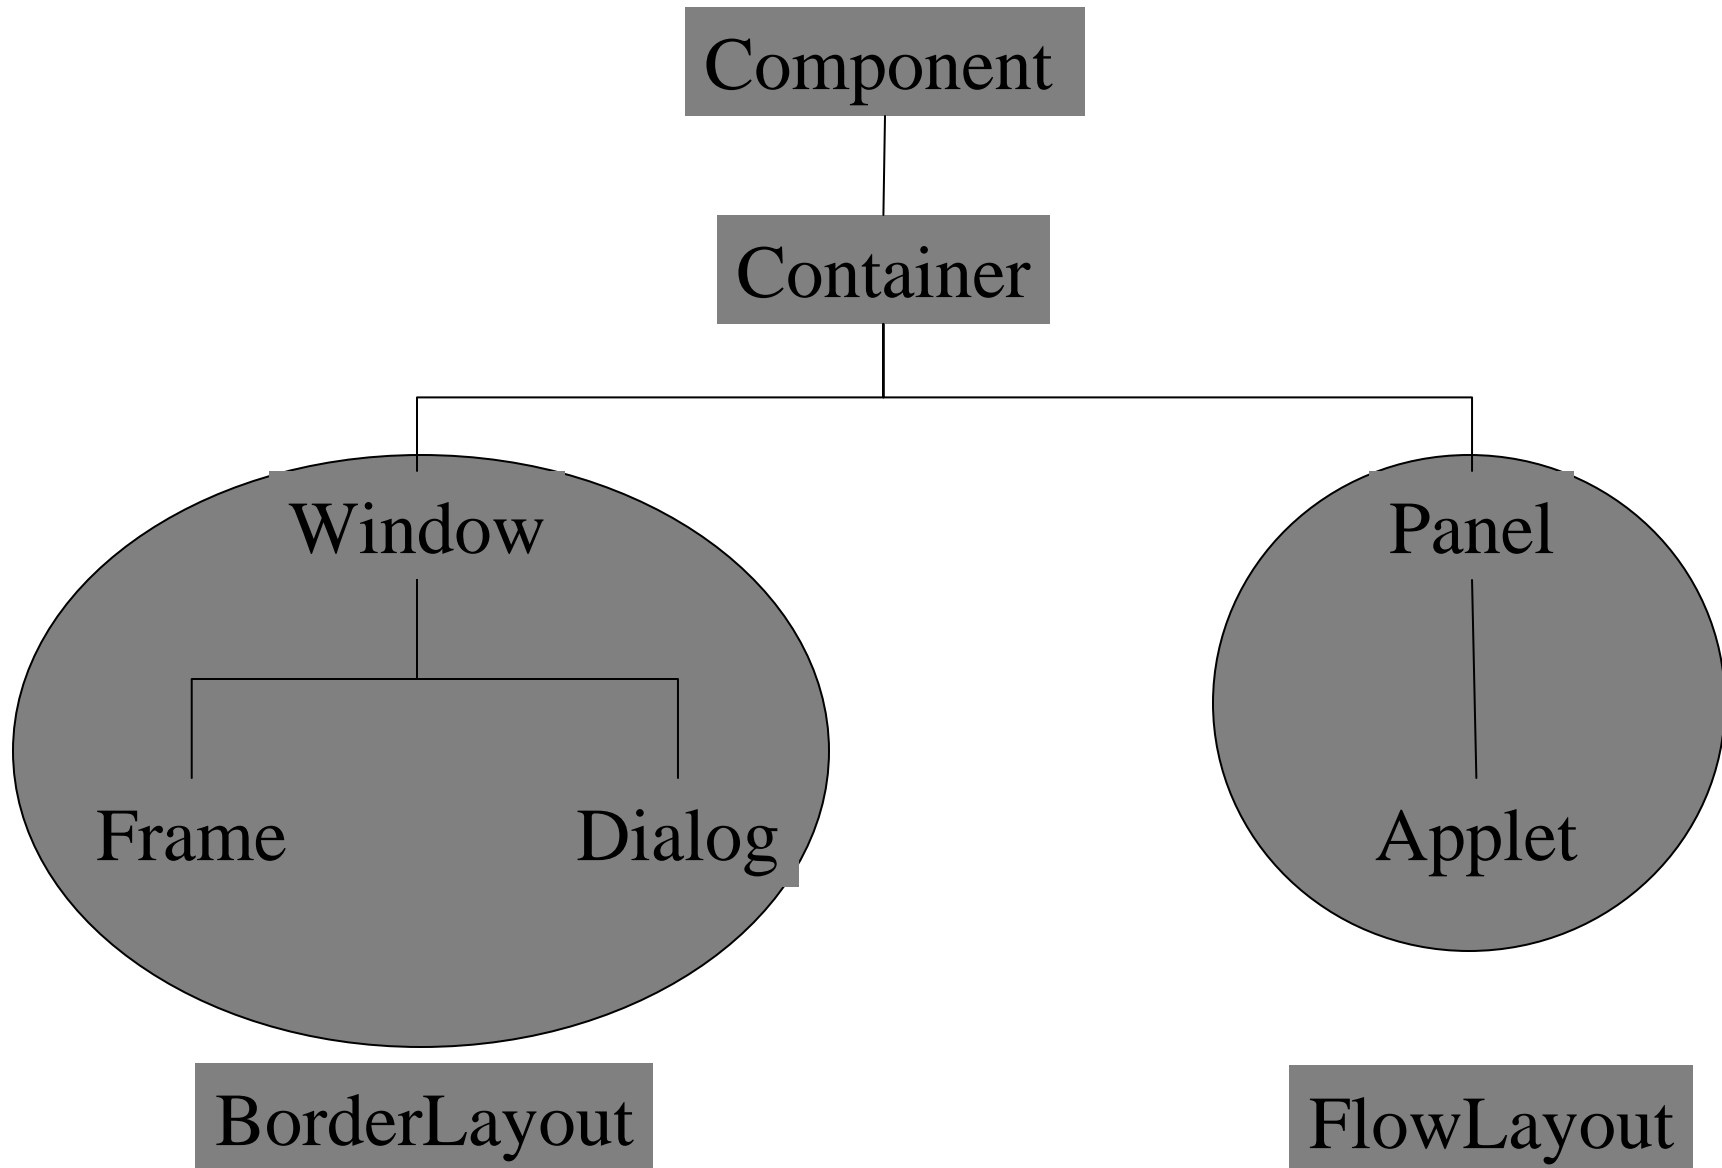 Component
Container
Window
Panel
Frame
Dialog
Applet
BorderLayout
FlowLayout